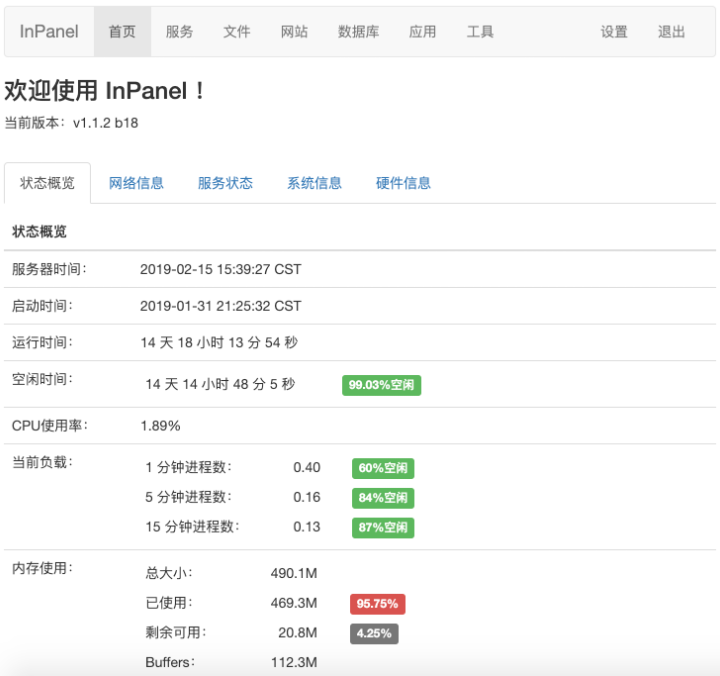 InPanel 首页 服务 文件 网站 数据库 应用 工具 设置 退出
欢迎使用 InPanel！
当前版本：v1.1.2 b18
状态概览 网络信息 服务状态 系统信息 硬件信息
状态概览
服务器时间： 2019-02-15 15:39:27 CST
启动时间： 2019-01-31 21:25:32 CST
运行时间： 14 天 18 小时 13 分 54 秒
空闲时间： 14 天 14 小时 48 分 5 秒 99.03%空闲
CPU使用率： 1.89%
当前负载： 1 分钟进程数： 0.40 60%空闲
5 分钟进程数： 0.16 84%空闲
15 分钟进程数： 0.13 87%空闲
内存使用： 总大小： 490.1M
已使用： 469.3M 95.75%
剩余可用： 20.8M 4.25%
Buffers： 112.3M